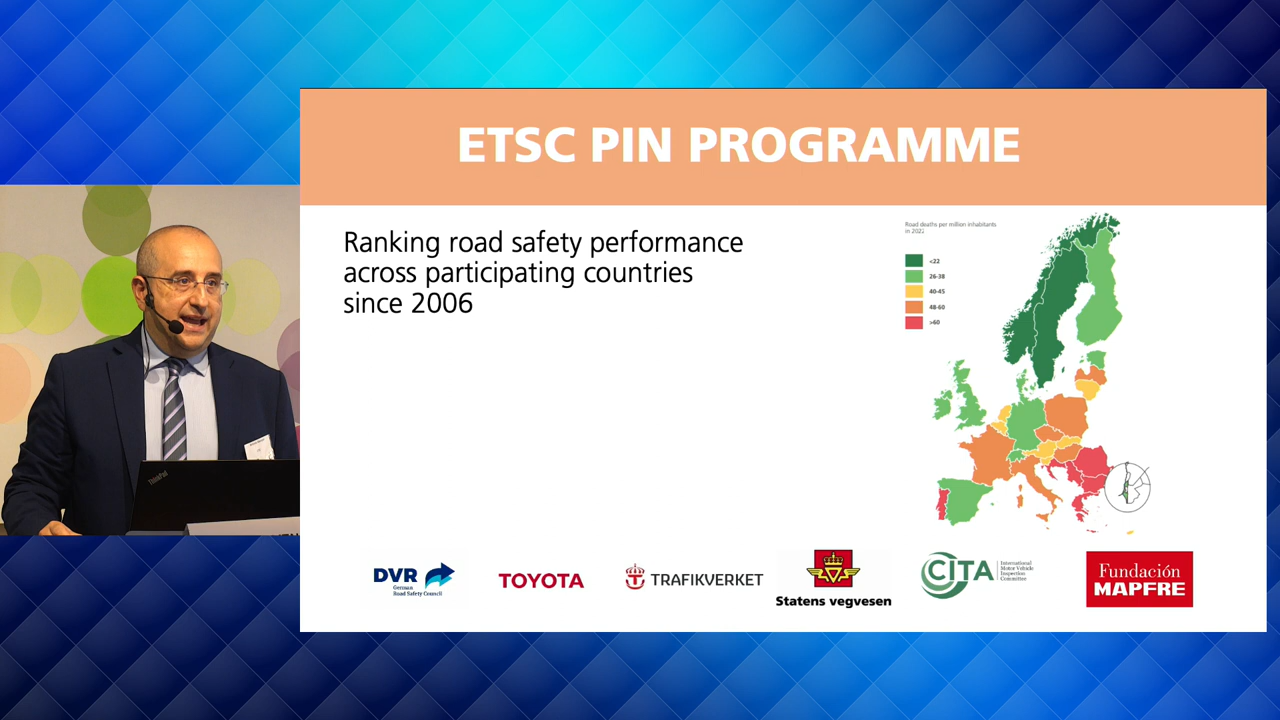 ETSC PIN PROGRAMME
Ranking road safety performance
across participating countries
since 2006
Road deaths per million inhabitants
in 2022
<22
26-38
40-45
48-60
>60
ThinkPad
DVR
German
Road Safety Council
TOYOTA
TRAFIKVERKET
Statens vegvesen
CITA
International
Motor Vehicle
Inspection
Committee
Fundación
MAPFRE